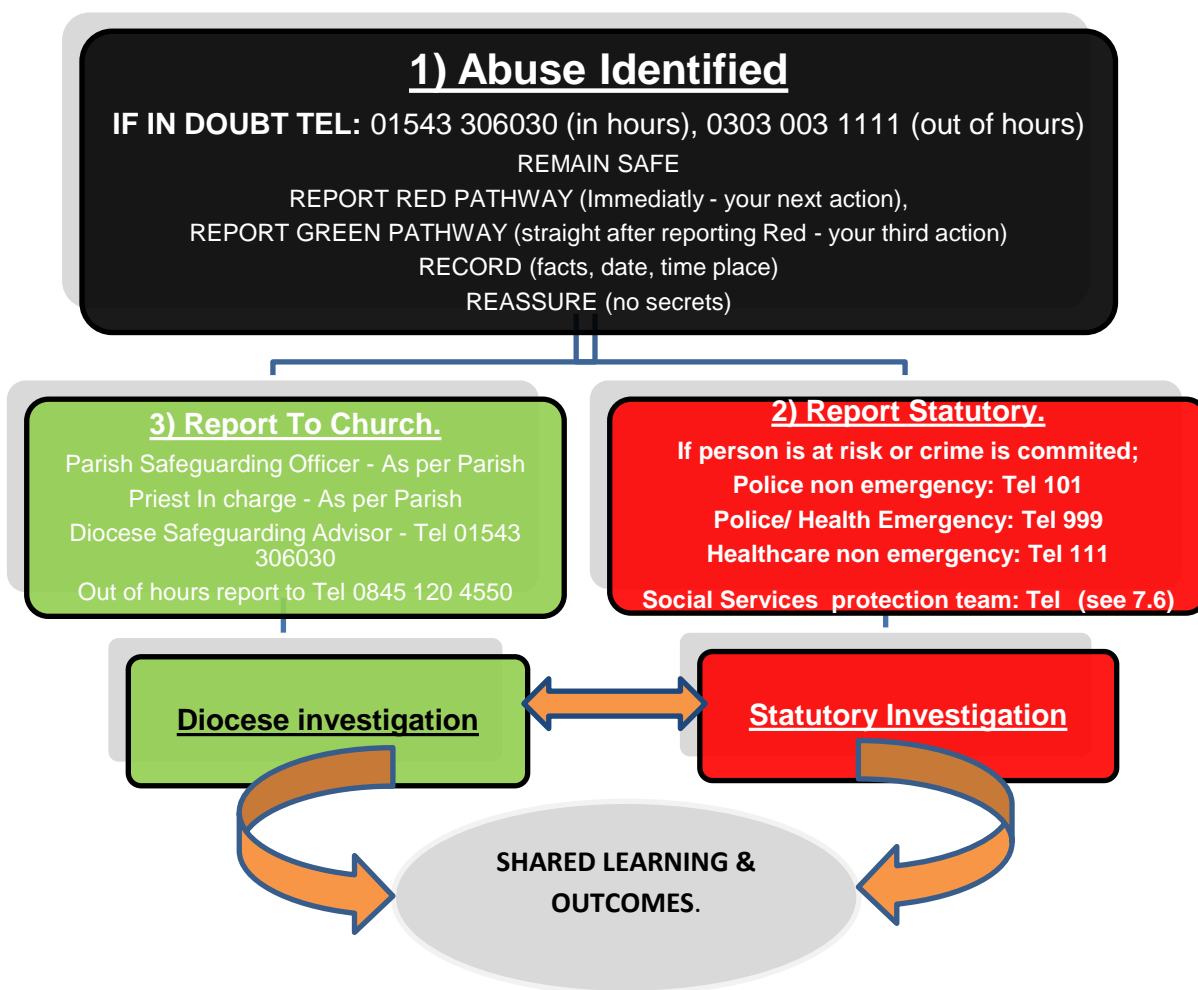 1) Abuse Identified
IF IN DOUBT TEL: 01543 306030 (in hours), 0303 003 1111 (out of hours)
REMAIN SAFE
REPORT RED PATHWAY (Immediatly - your next action),
REPORT GREEN PATHWAY (straight after reporting Red - your third action)
RECORD (facts, date, time place)
REASSURE (no secrets)
3) Report To Church.
Parish Safeguarding Officer - As per Parish
Priest In charge - As per Parish
Diocese Safeguarding Advisor - Tel 01543
306030
Out of hours report to Tel 0845 120 4550
2) Report Statutory.
If person is at risk or crime is commited;
Police non emergency: Tel 101
Police/ Health Emergency: Tel 999
Healthcare non emergency: Tel 111
Social Services protection team: Tel (see 7.6)
Diocese investigation
Statutory Investigation
SHARED LEARNING &
OUTCOMES.